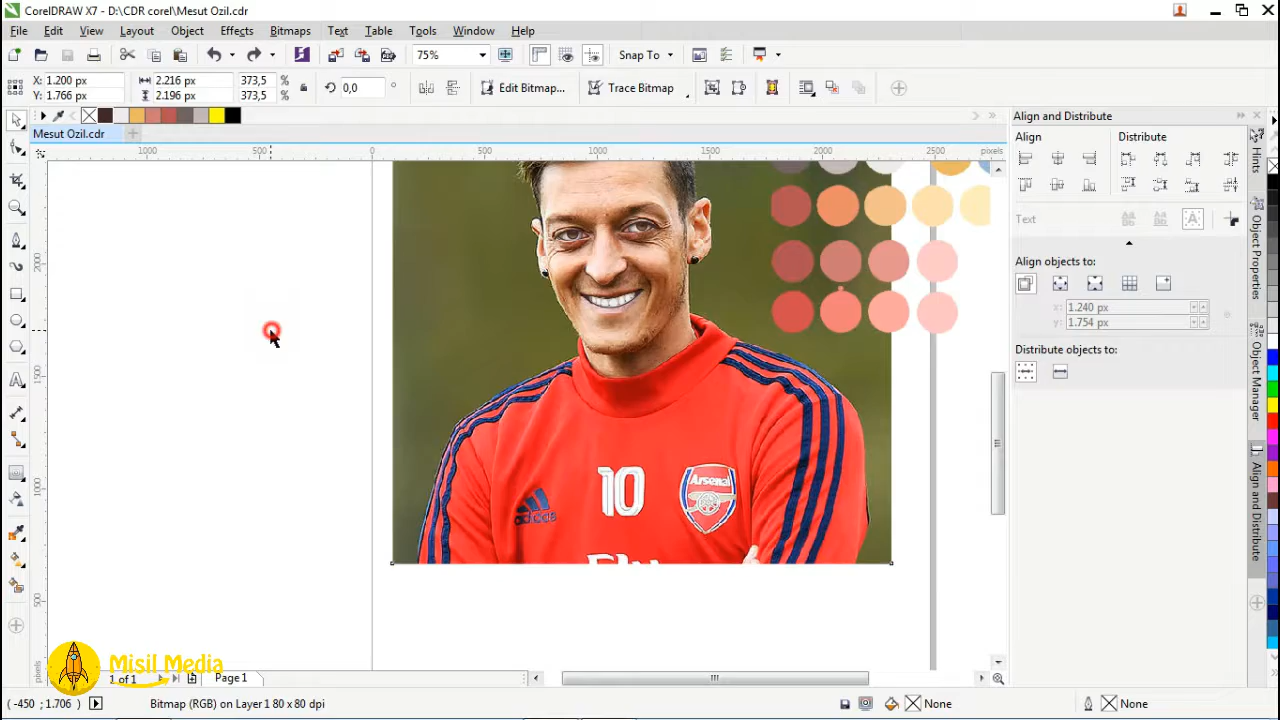 CorelDRAW X7 - D:\CDR corel\Mesut Ozil.cdr
File Edit View Layout Object Effects Bitmaps Text Table Tools Window Help
75% Snap To
X: 1.200 px 2.216 px 373,5 %
Y: 1.766 px 2.196 px 373,5 %
0,0 °
Edit Bitmap...
Trace Bitmap
Mesut Ozil.cdr
1000 500 0 500 1000 1500 2000 2500 pixels
2000
1500
1000
500
Align and Distribute
Align Distribute
Text
Align objects to:
x: 1.240 px
y: 1.754 px
Distribute objects to:
Hints
Object Properties
Object Manager
Align and Distribute
adidas
10
Arsenal
Misil Media
1 of 1 Page 1
(-450 ;1.706 ) Bitmap (RGB) on Layer 1 80 x 80 dpi None None